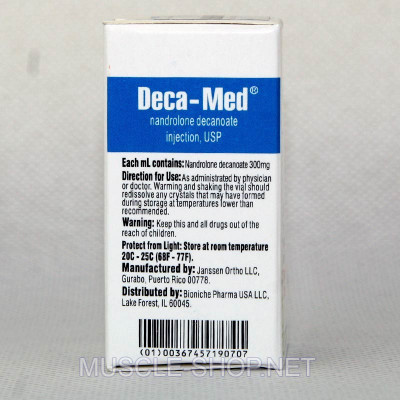 Deca-Med®
nandrolone decanoate
injection, USP
Each mL contains: Nandrolone decanoate 300mg
Direction for Use: As administrated by physician
or doctor. Warming and shaking the vial should
redissolve any crystals that may have formed
during storage at temperatures lower than
recommended.
Warning: Keep this and all drugs out of the
reach of children.
Protect from Light: Store at room temperature
20C - 25C (68F - 77F).
Manufactured by: Janssen Ortho LLC,
Gurabo, Puerto Rico 00778.
Distributed by: Bioniche Pharma USA LLC,
Lake Forest, IL 60045.
(01)00367457190707
MUSCLE-SHOP.NET